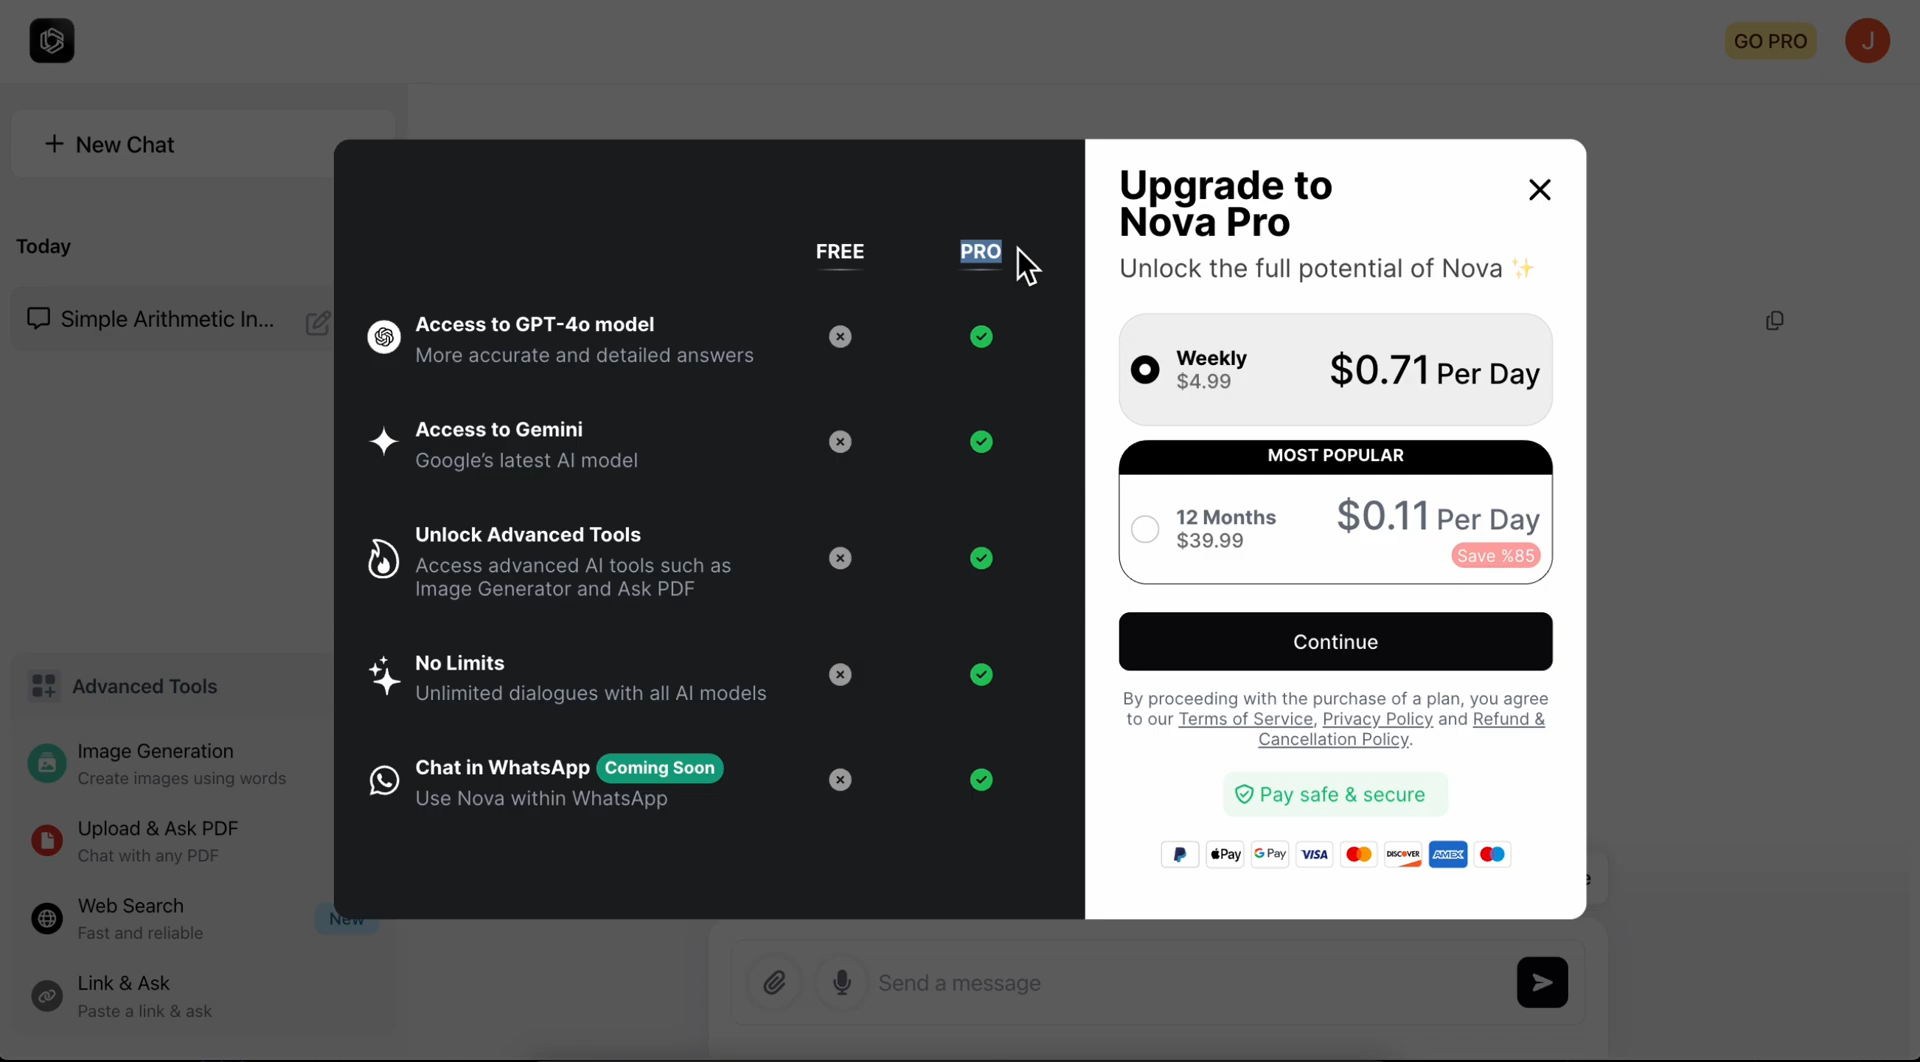 GO PRO
J
+ New Chat
Today
Simple Arithmetic In...
Advanced Tools
Image Generation
Create images using words
Upload & Ask PDF
Chat with any PDF
Web Search
Fast and reliable
New
Link & Ask
Paste a link & ask
FREE
PRO
Access to GPT-4o model
More accurate and detailed answers
Access to Gemini
Google's latest AI model
Unlock Advanced Tools
Access advanced AI tools such as
Image Generator and Ask PDF
No Limits
Unlimited dialogues with all AI models
Chat in WhatsApp Coming Soon
Use Nova within WhatsApp
Upgrade to
Nova Pro
Unlock the full potential of Nova ✨
Weekly
$4.99
$0.71 Per Day
MOST POPULAR
12 Months
$39.99
$0.11 Per Day
Save %85
Continue
By proceeding with the purchase of a plan, you agree
to our Terms of Service, Privacy Policy and Refund &
Cancellation Policy.
Pay safe & secure
Pay G Pay VISA DISCOVER AMEX
Send a message